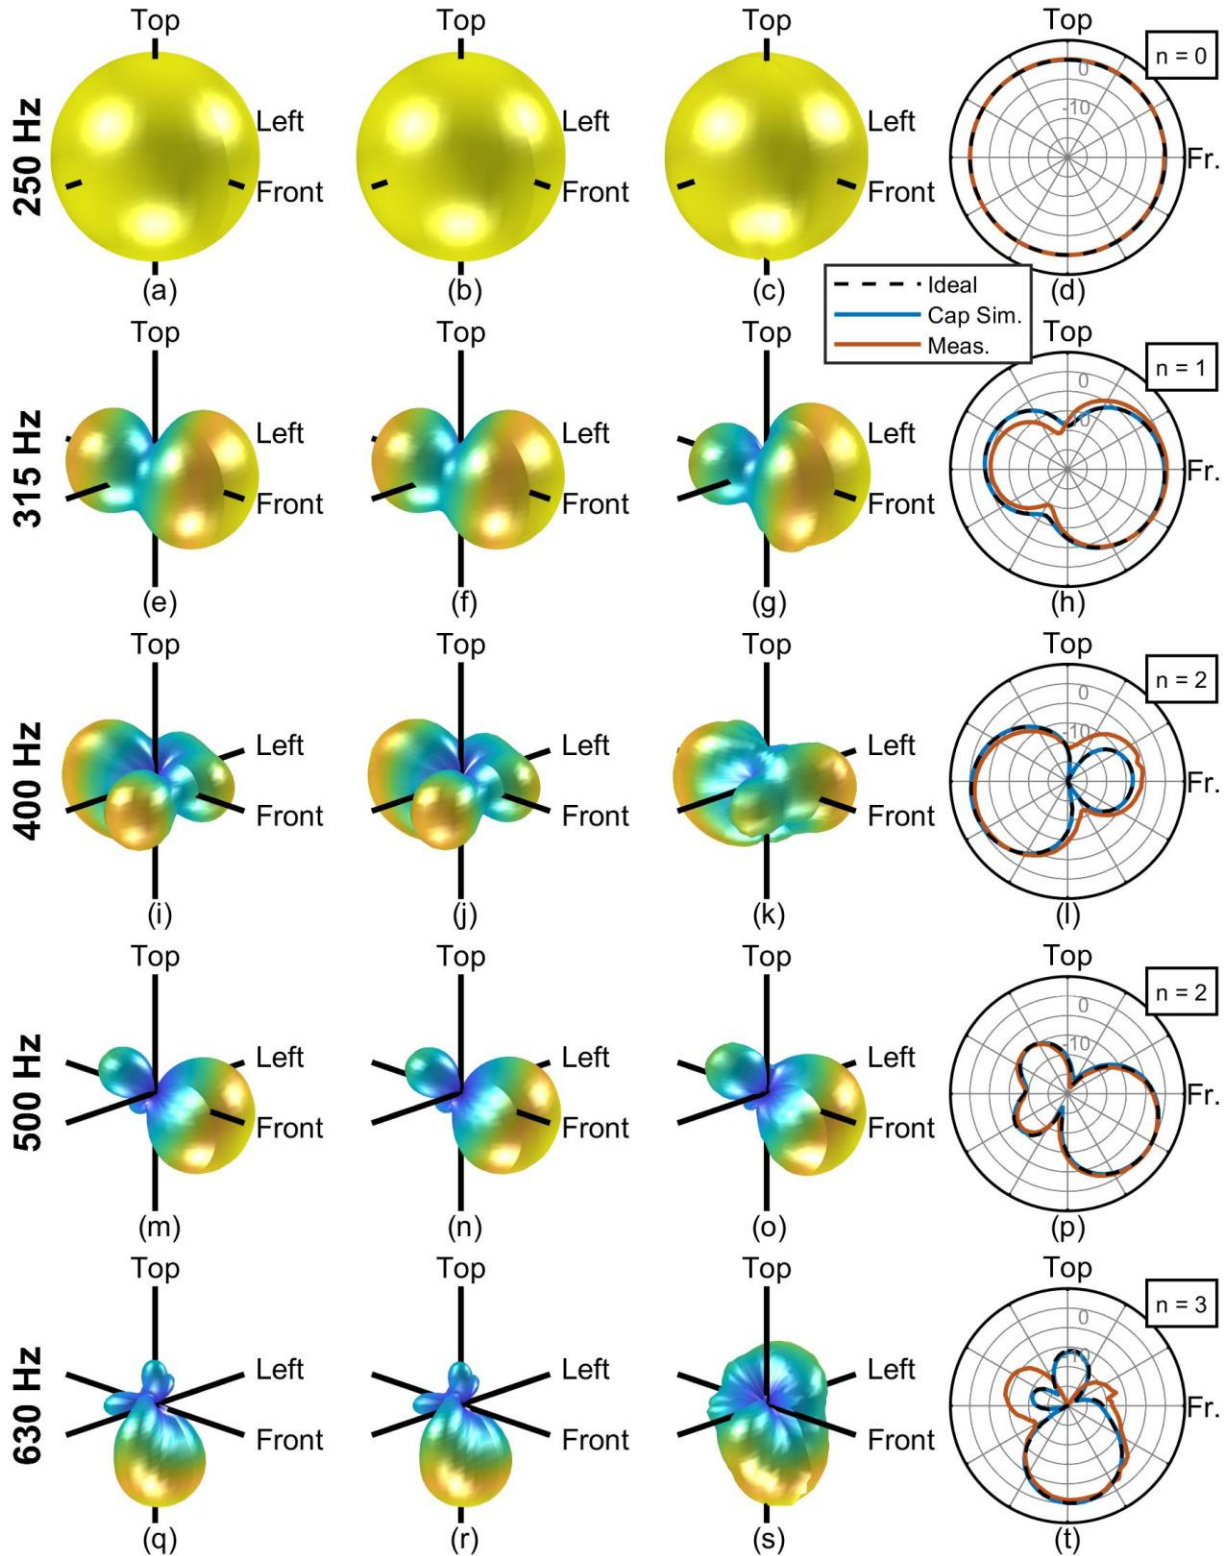 Top
Top
Top
Top
n = 0
250 Hz
Left
Front
Left
Front
Left
Front
0
-10
Fr.
(a)
(b)
(c)
(d)
Ideal
Cap Sim.
Meas.
Top
Top
Top
Top
n = 1
315 Hz
Left
Front
Left
Front
Left
Front
0
Fr.
(e)
(f)
(g)
(h)
Top
Top
Top
Top
n = 2
400 Hz
Left
Front
Left
Front
Left
Front
0
-10
Fr.
(i)
(j)
(k)
(l)
Top
Top
Top
Top
n = 2
500 Hz
Left
Front
Left
Front
Left
Front
0
-10
Fr.
(m)
(n)
(o)
(p)
Top
Top
Top
Top
n = 3
630 Hz
Left
Front
Left
Front
Left
Front
0
Fr.
(q)
(r)
(s)
(t)